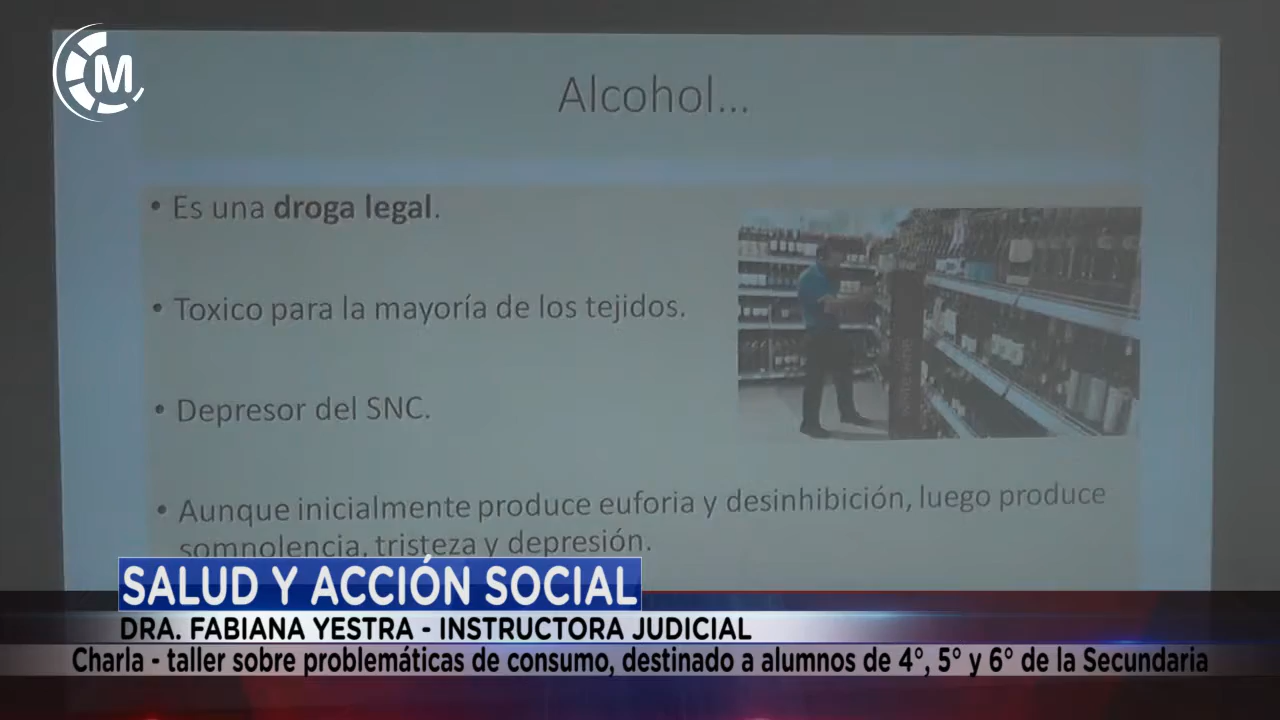 M
Alcohol...
• Es una droga legal.
• Toxico para la mayoría de los tejidos.
• Depresor del SNC.
• Aunque inicialmente produce euforia y desinhibición, luego produce
somnolencia, tristeza y depresión.
SALUD Y ACCIÓN SOCIAL
DRA. FABIANA YESTRA - INSTRUCTORA JUDICIAL
Charla - taller sobre problemáticas de consumo, destinado a alumnos de 4°, 5° y 6° de la Secundaria